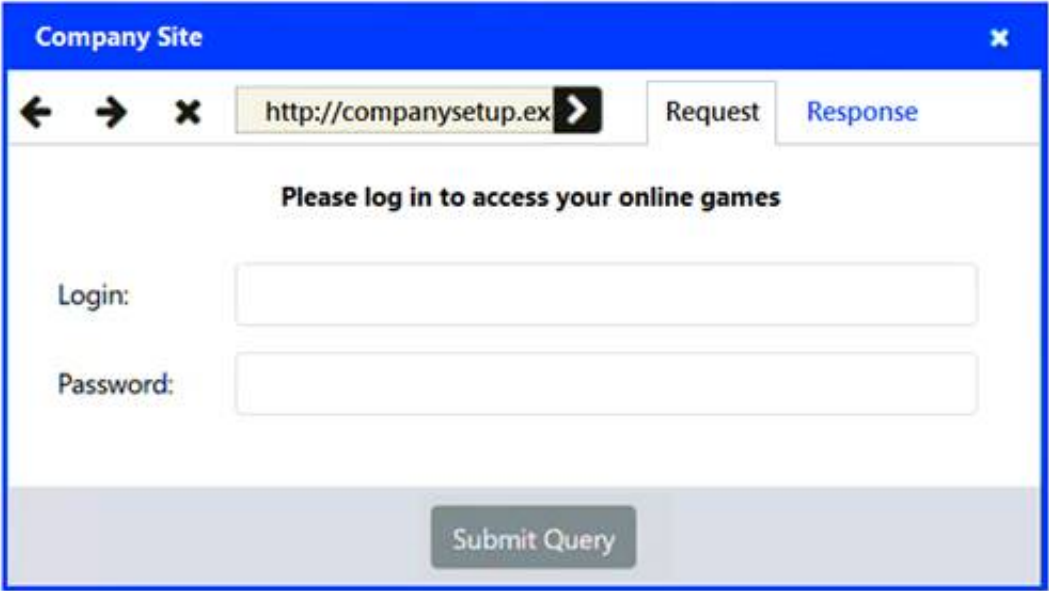 Company Site
http://companysetup.ex
Request
Response
Please log in to access your online games
Login:
Password:
Submit Query